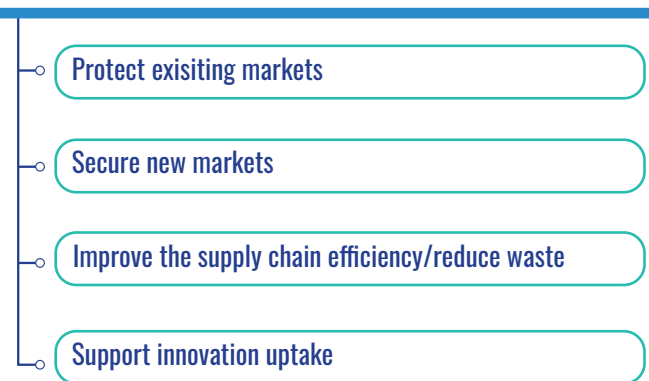 Protect exisiting markets
Secure new markets
Improve the supply chain efficiency/reduce waste
Support innovation uptake